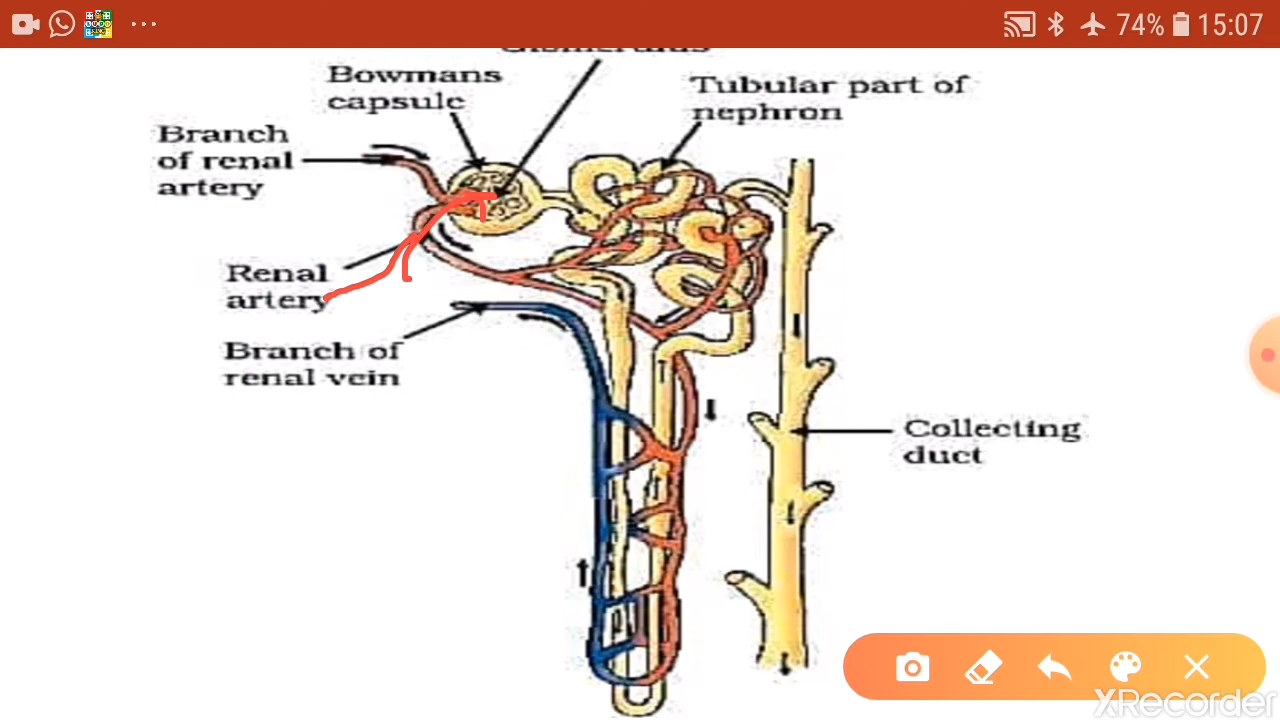 74% 15:07
Bowmans
capsule
Tubular part of
nephron
Branch
of renal
artery
Renal
artery
Branch of
renal vein
Collecting
duct
XRecorder